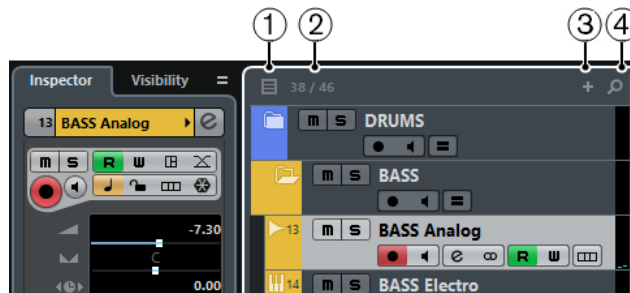 1 2 3 4
Inspector Visibility
38 / 46
13 BASS Analog e
m S R W
-7.30
C
0.00
m S DRUMS
m S BASS
13 m S BASS Analog
e R W
14 m S BASS Electro